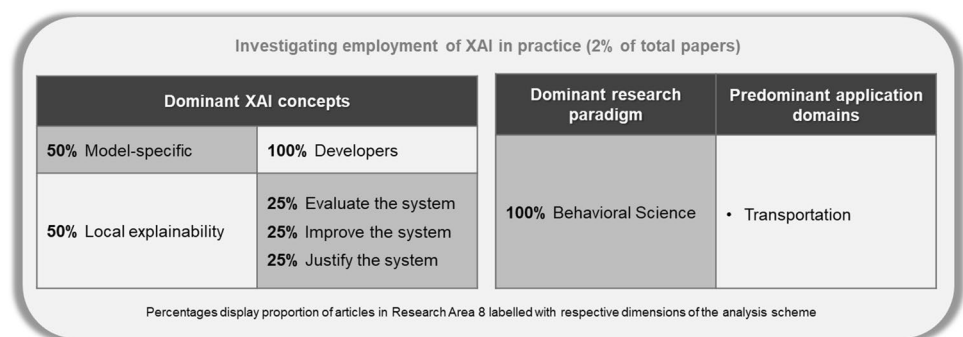 Investigating employment of XAI in practice (2% of total papers)
Dominant XAI concepts
50% Model-specific
100% Developers
50% Local explainability
25% Evaluate the system
25% Improve the system
25% Justify the system
Dominant research
paradigm
Predominant application
domains
100% Behavioral Science
• Transportation
Percentages display proportion of articles in Research Area 8 labelled with respective dimensions of the analysis scheme